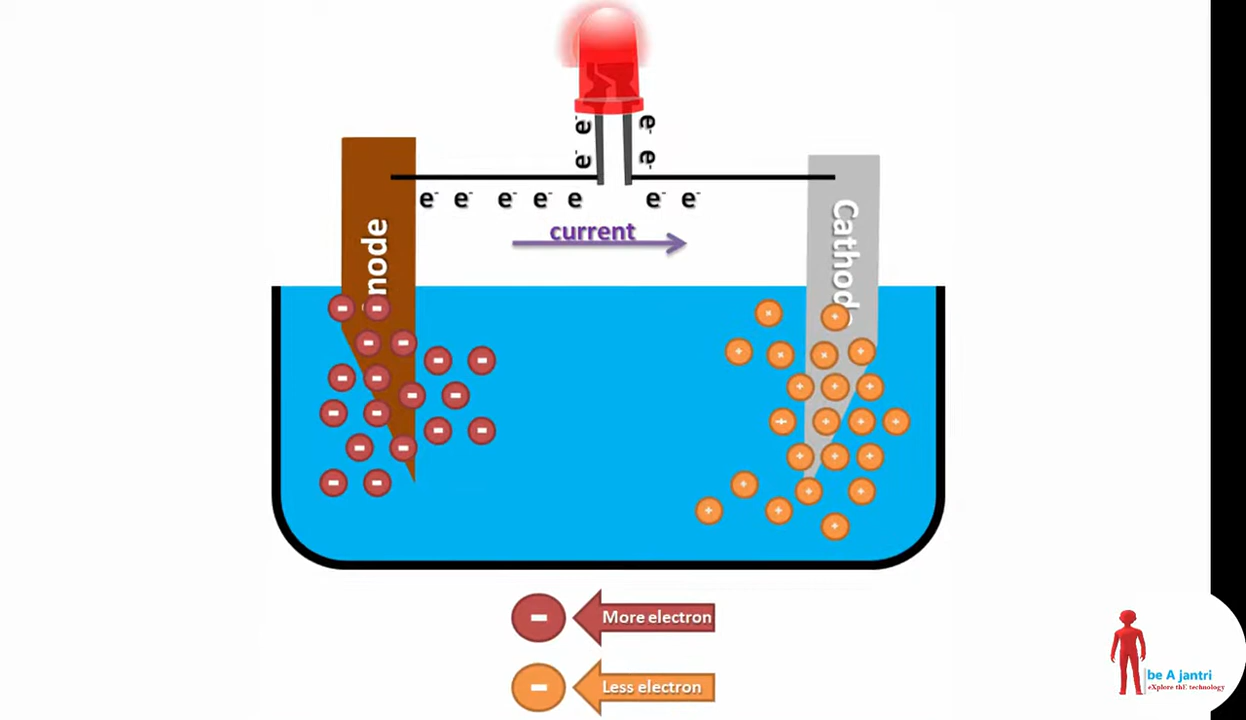 e⁻ e⁻
e⁻ e⁻
e⁻ e⁻ e⁻ e⁻ e e⁻ e⁻
current
node
Cathod
More electron
Less electron
be A jantri
eXplore thE technology